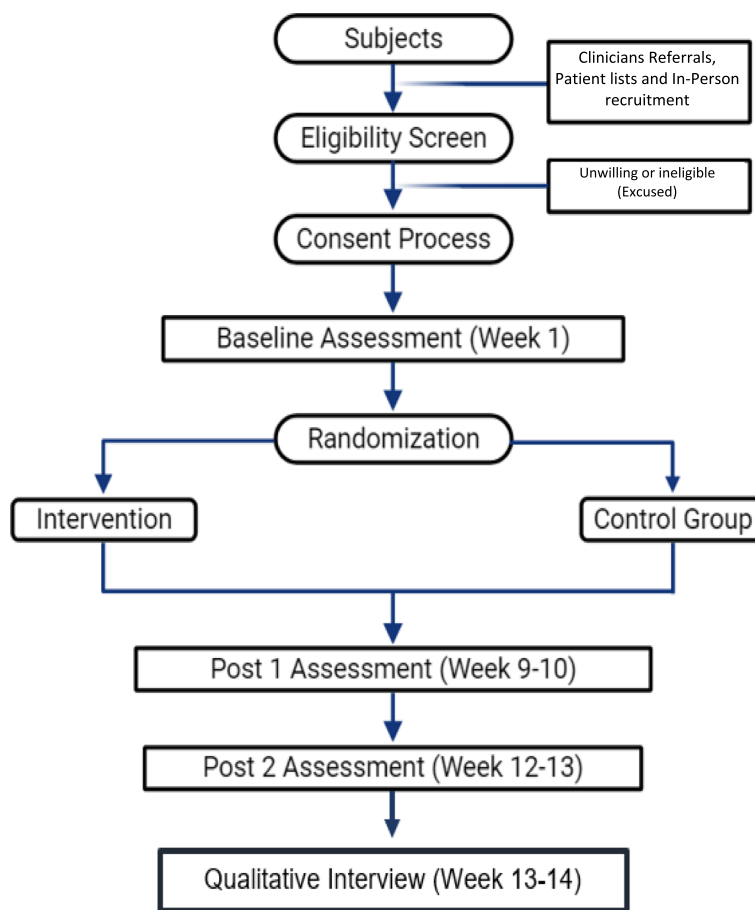 Subjects
Clinicians Referrals,
Patient lists and In-Person
recruitment
Eligibility Screen
Unwilling or ineligible
(Excused)
Consent Process
Baseline Assessment (Week 1)
Randomization
Intervention
Control Group
Post 1 Assessment (Week 9-10)
Post 2 Assessment (Week 12-13)
Qualitative Interview (Week 13-14)